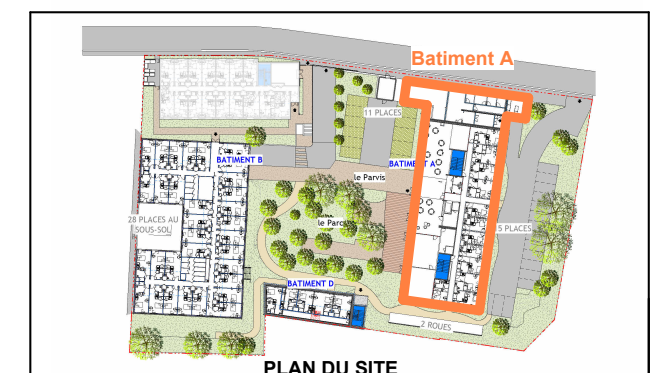 Batiment A
11 PLACES
BATIMENT B
BATIMENT A
le Parvis
28 PLACES AU
SOUS-SOL
le Parc
5 PLACES
BATIMENT D
2 ROUES
PLAN DU SITE